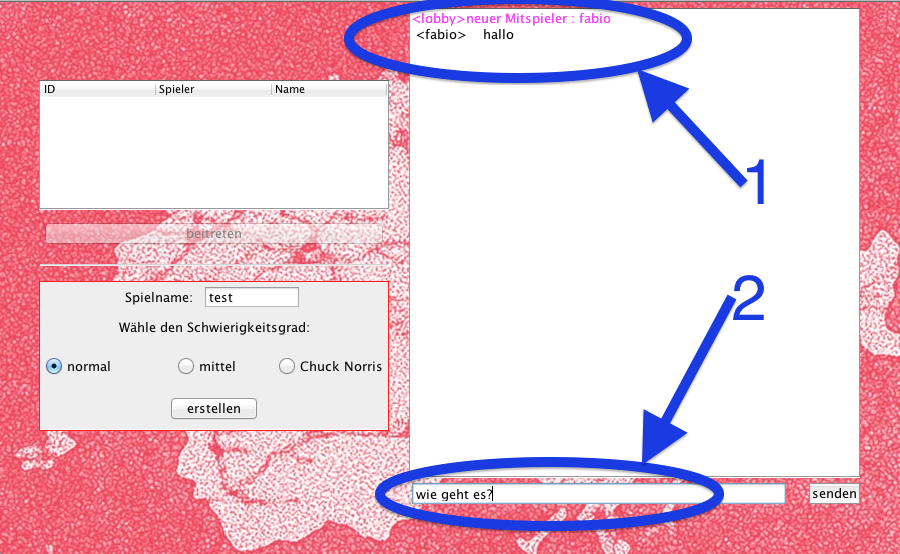 <lobby>neuer Mitspieler : fabio
<fabio> hallo
ID Spieler Name
1
beitreten
Spielname: test
2
Wähle den Schwierigkeitsgrad:
normal mittel Chuck Norris
erstellen
wie geht es? senden